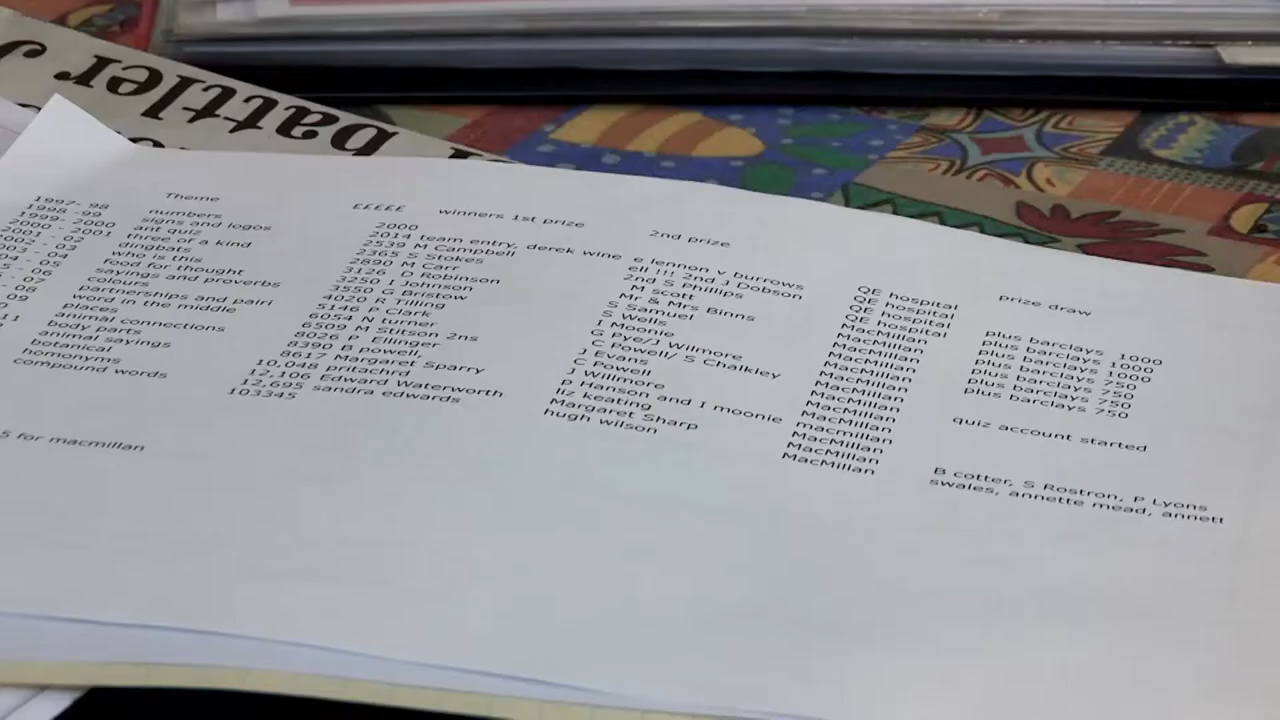 Theme
££££££ winners 1st prize
2nd prize
prize draw
1997- 98
1998 -99
1999- 2000
2000 - 2001
2001 - 02
numbers
signs and logos
ant quiz
three of a kind
dingbats
who is this
food for thought
sayings and proverbs
colours
partnerships and pairi
word in the middle
places
animal connections
body parts
animal sayings
botanical
homonyms
compound words
5 for macmillan
2000
2014 team entry, derek wine
2539 M Campbell
2365 S Stokes
2890 M Carr
3126 D Robinson
3250 I Johnson
3550 G Bristow
4020 R Tilling
5146 P Clark
6054 N Turner
6509 M Stitson 2ns
8026 P Ellinger
8390 B powell,
8617 Margaret Sparry
10,048 pritachrd
12,106 Edward Waterworth
12,695 sandra edwards
103345
e lennon v burrows
ell !!! 2nd J Dobson
2nd S Phillips
M scott
Mr & Mrs Binns
S Samuel
S Wells
I Moonie
G Pye/J Wilmore
C Powell/ S Chalkley
J Evans
C Powell
J Willmore
p Hanson and I moonie
liz keating
Margaret Sharp
hugh wilson
QE hospital
QE hospital
QE hospital
QE hospital
MacMillan
MacMillan
MacMillan
MacMillan
MacMillan
MacMillan
MacMillan
macmillan
MacMillan
MacMillan
plus barclays 1000
plus barclays 1000
plus barclays 1000
plus barclays 750
plus barclays 750
plus barclays 750
quiz account started
B cotter, S Rostron, p Lyons
swales, annette mead, annett
battler